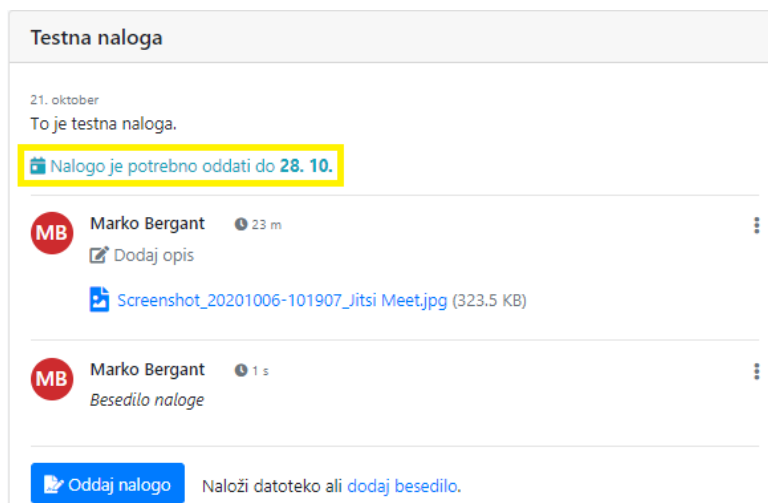 Testna naloga
21. oktober
To je testna naloga.
Nalogo je potrebno oddati do 28. 10.
MB
Marko Bergant 23 m
Dodaj opis
Screenshot_20201006-101907_Jitsi Meet.jpg (323.5 KB)
MB
Marko Bergant 1 s
Besedilo naloge
Oddaj nalogo Naloži datoteko ali dodaj besedilo.